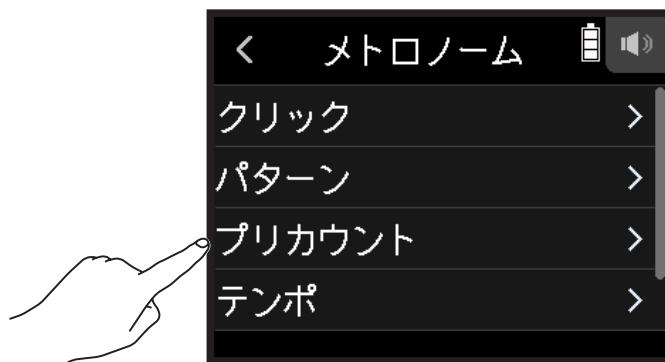 メトロノーム
クリック
パターン
プリカウント
テンポ